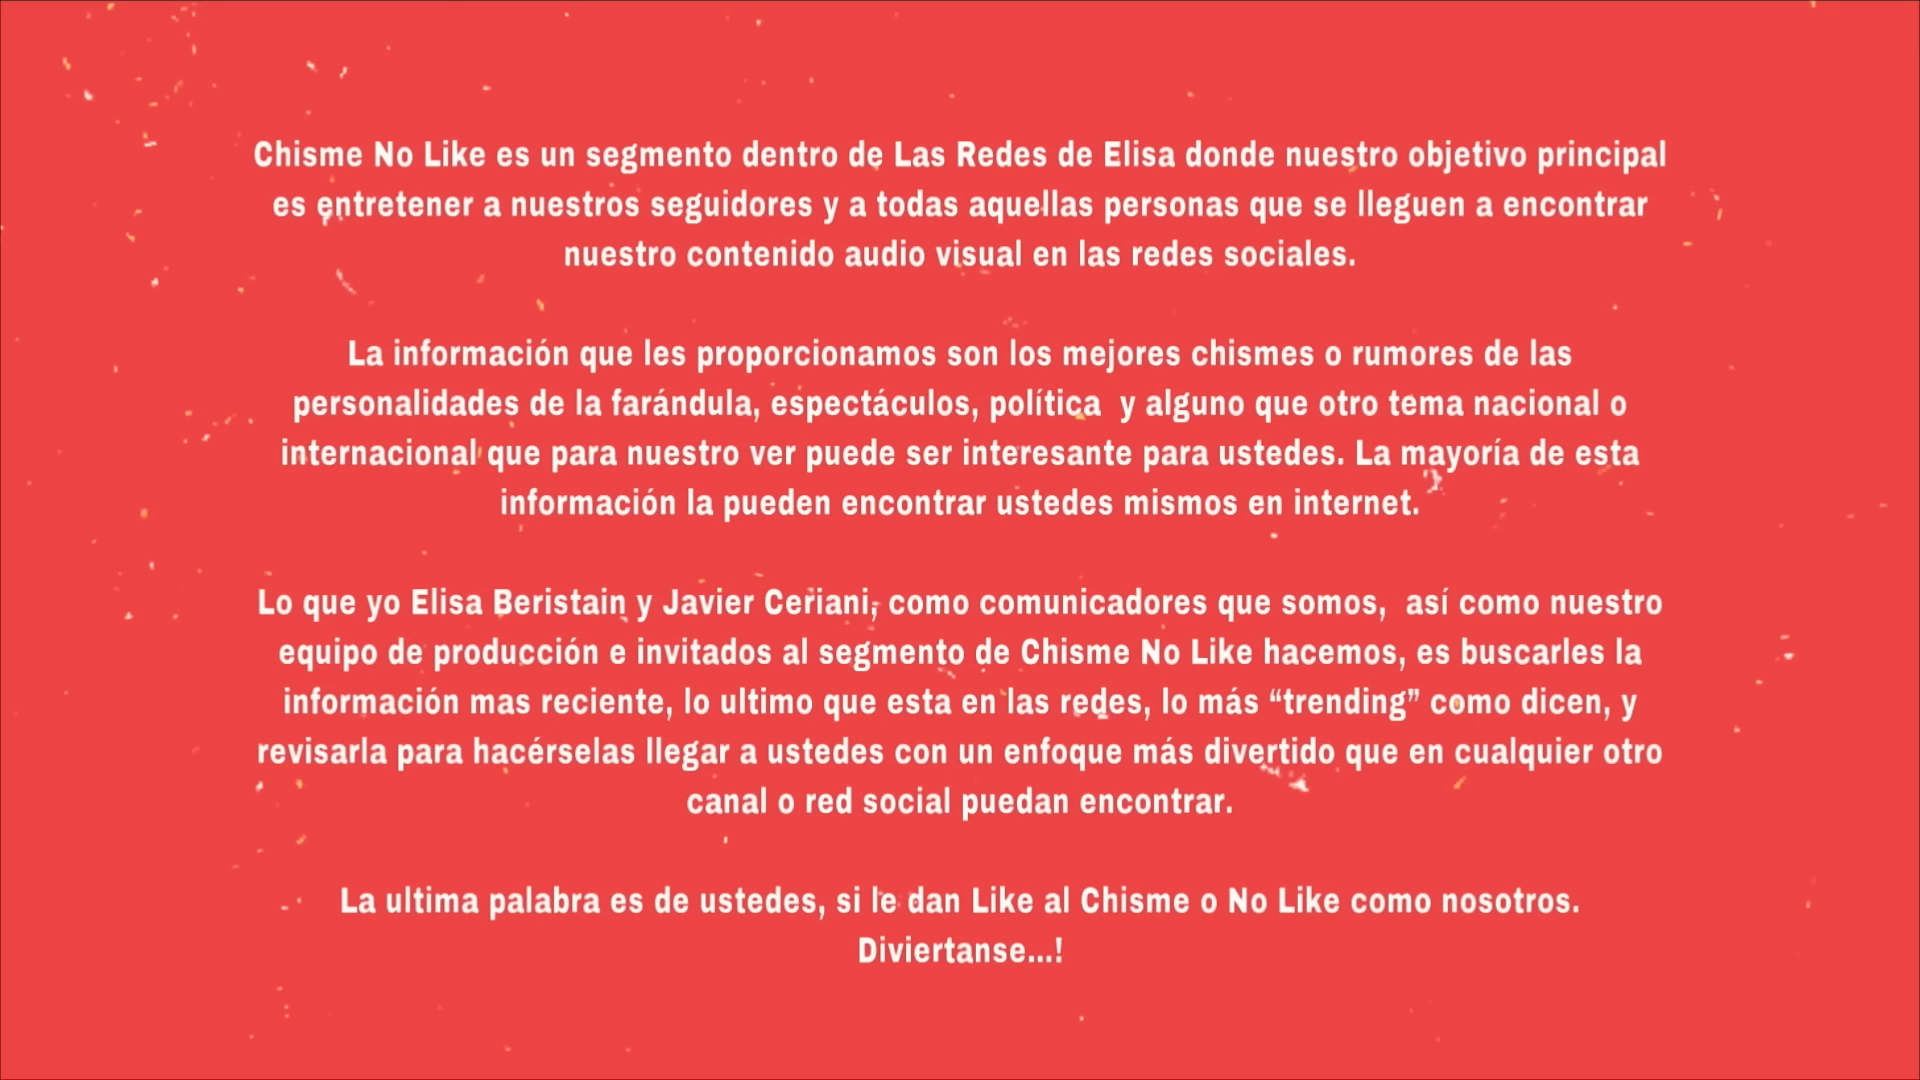 Chisme No Like es un segmento dentro de Las Redes de Elisa donde nuestro objetivo principal
es entretener a nuestros seguidores y a todas aquellas personas que se lleguen a encontrar
nuestro contenido audio visual en las redes sociales.
La información que les proporcionamos son los mejores chismes o rumores de las
personalidades de la farándula, espectáculos, política  y alguno que otro tema nacional o
internacional que para nuestro ver puede ser interesante para ustedes. La mayoría de esta
información la pueden encontrar ustedes mismos en internet.
Lo que yo Elisa Beristain y Javier Ceriani, como comunicadores que somos,  así como nuestro
equipo de producción e invitados al segmento de Chisme No Like hacemos, es buscarles la
información mas reciente, lo ultimo que esta en las redes, lo más “trending” como dicen, y
revisarla para hacérselas llegar a ustedes con un enfoque más divertido que en cualquier otro
canal o red social puedan encontrar.
La ultima palabra es de ustedes, si le dan Like al Chisme o No Like como nosotros.
Diviertanse...!